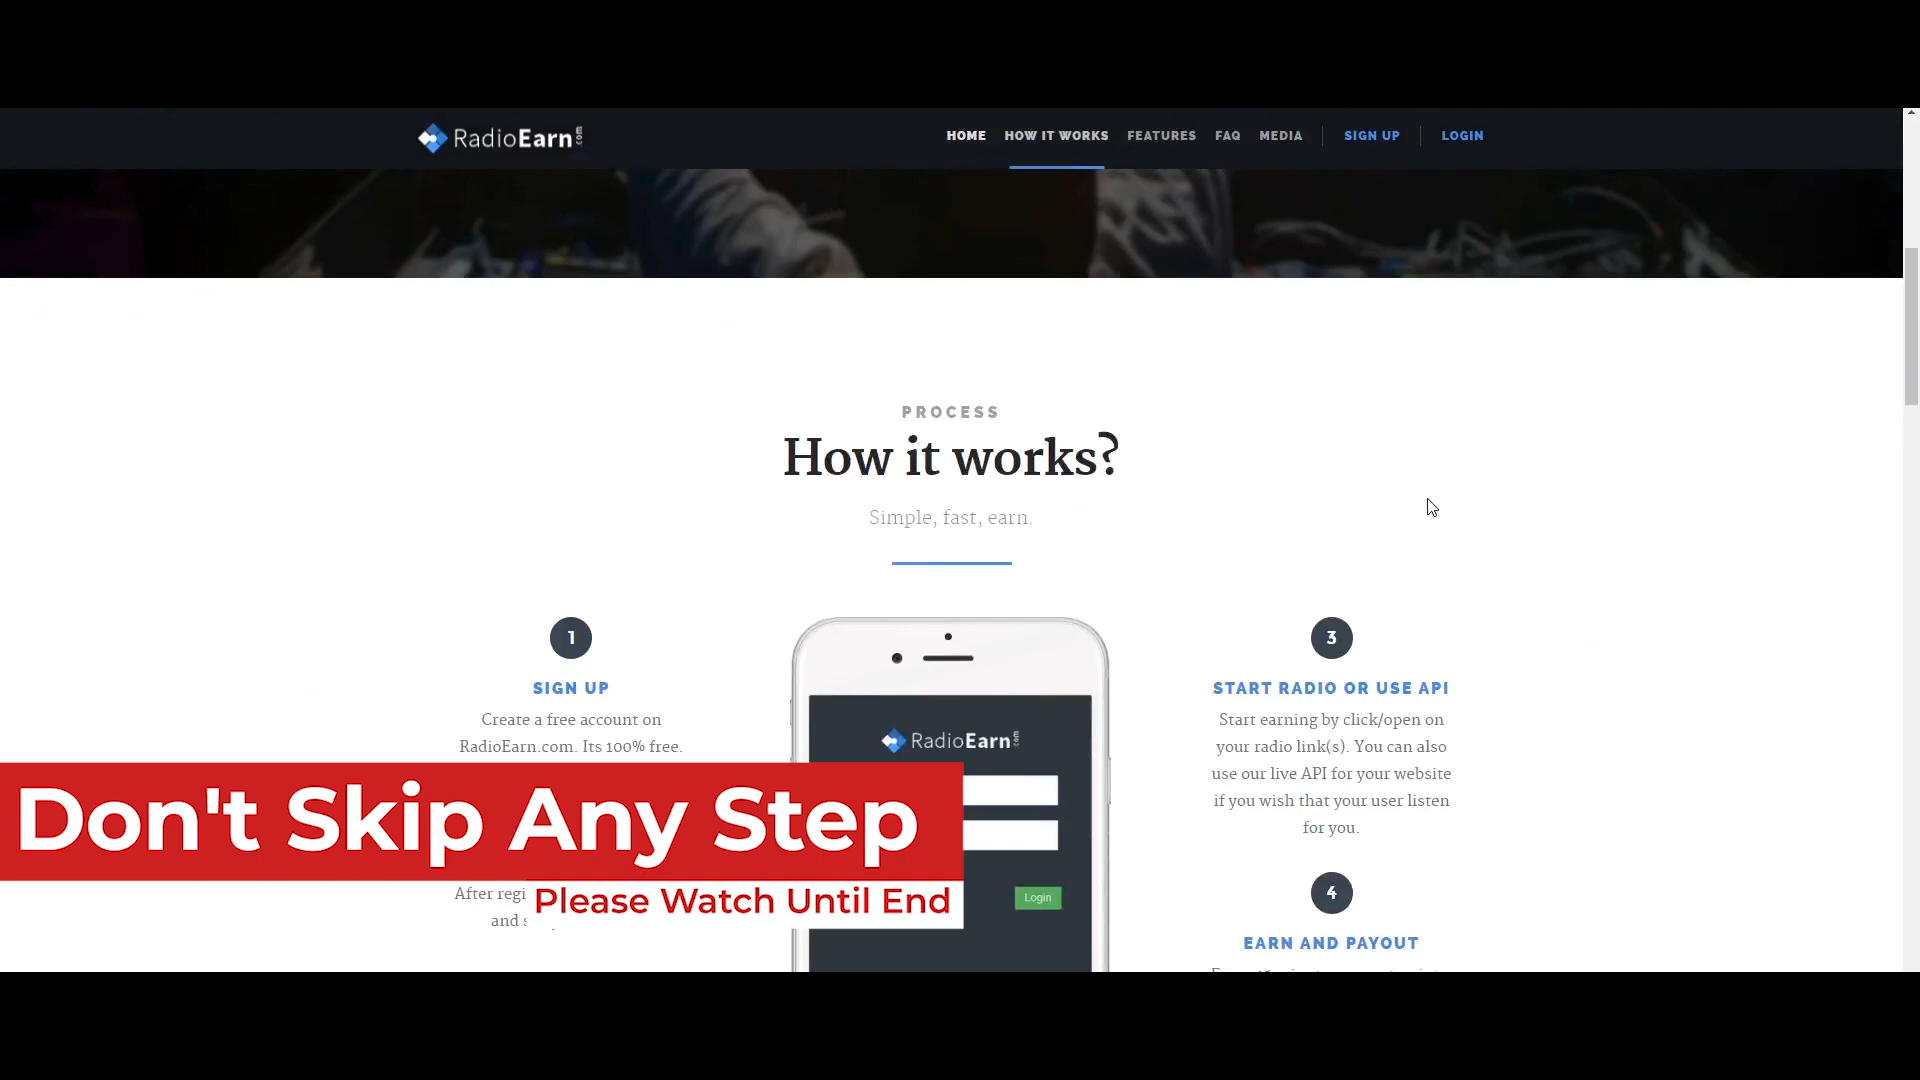 RadioEarn.com
HOME HOW IT WORKS FEATURES FAQ MEDIA SIGN UP LOGIN
PROCESS
How it works?
Simple, fast, earn.
1
SIGN UP
Create a free account on
RadioEarn.com. Its 100% free.
RadioEarn.com
Login
3
START RADIO OR USE API
Start earning by click/open on
your radio link(s). You can also
use our live API for your website
if you wish that your user listen
for you.
4
EARN AND PAYOUT
Don't Skip Any Step
After
Please Watch Until End
and